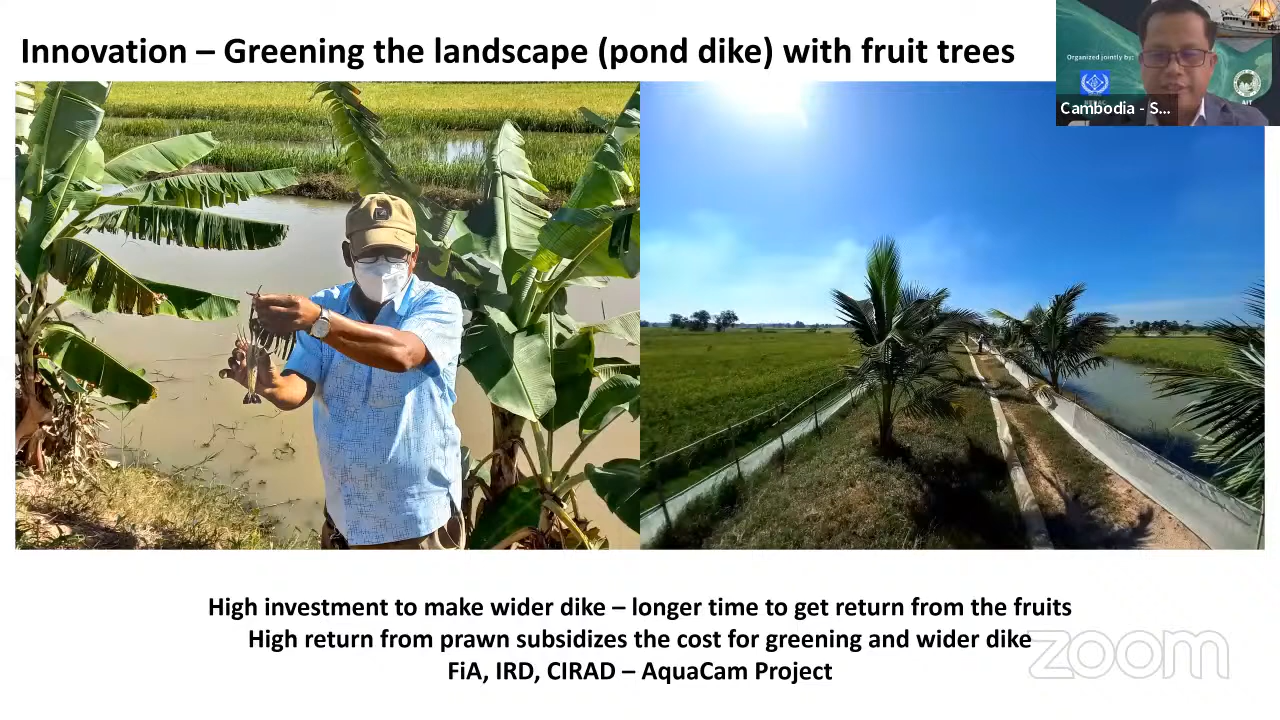 Innovation – Greening the landscape (pond dike) with fruit trees
Organized jointly by:
AIT
Cambodia - S...
High investment to make wider dike – longer time to get return from the fruits
High return from prawn subsidizes the cost for greening and wider dike
FiA, IRD, CIRAD – AquaCam Project
zoom